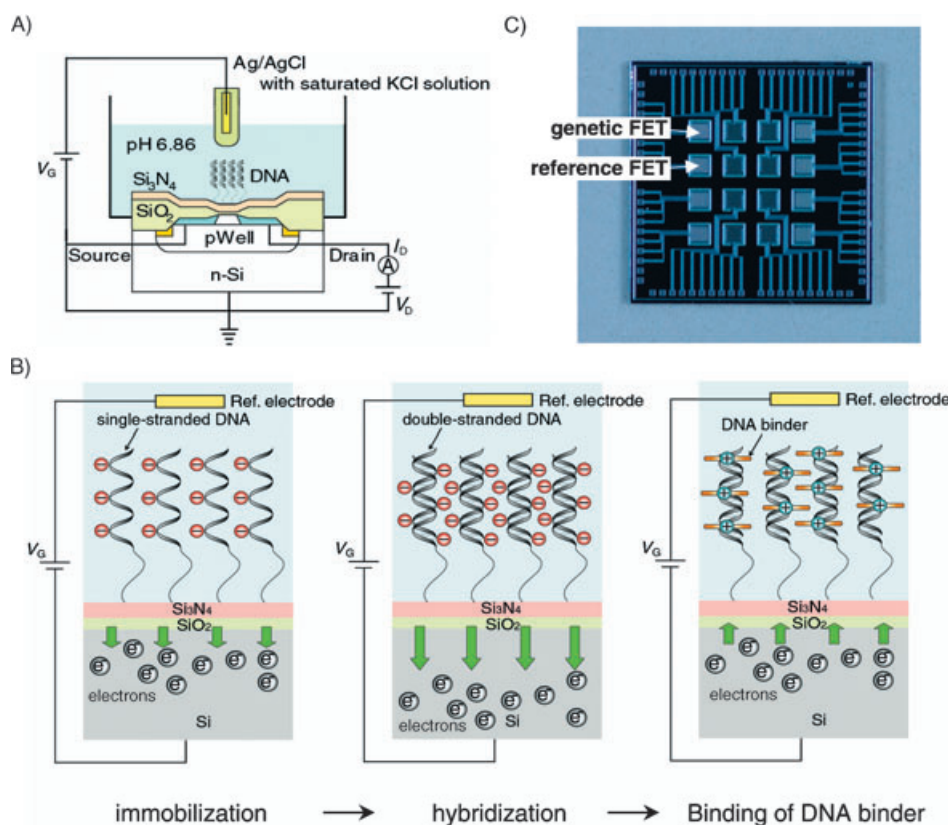 A)
Ag/AgCl
with saturated KCl solution
pH 6.86
VG
DNA
Si3N4
SiO2
pWell
Source
Drain
ID
A
n-Si
VD
C)
genetic FET
reference FET
B)
Ref. electrode
single-stranded DNA
VG
Si3N4
SiO2
e-
e-
e-
e-
e-
e-
e-
e-
electrons
Si
Ref. electrode
double-stranded DNA
VG
Si3N4
SiO2
e-
e-
e-
e-
e-
e-
e-
e-
electrons
Si
Ref. electrode
DNA binder
VG
Si3N4
SiO2
e-
e-
e-
e-
e-
e-
e-
e-
electrons
Si
immobilization → hybridization → Binding of DNA binder